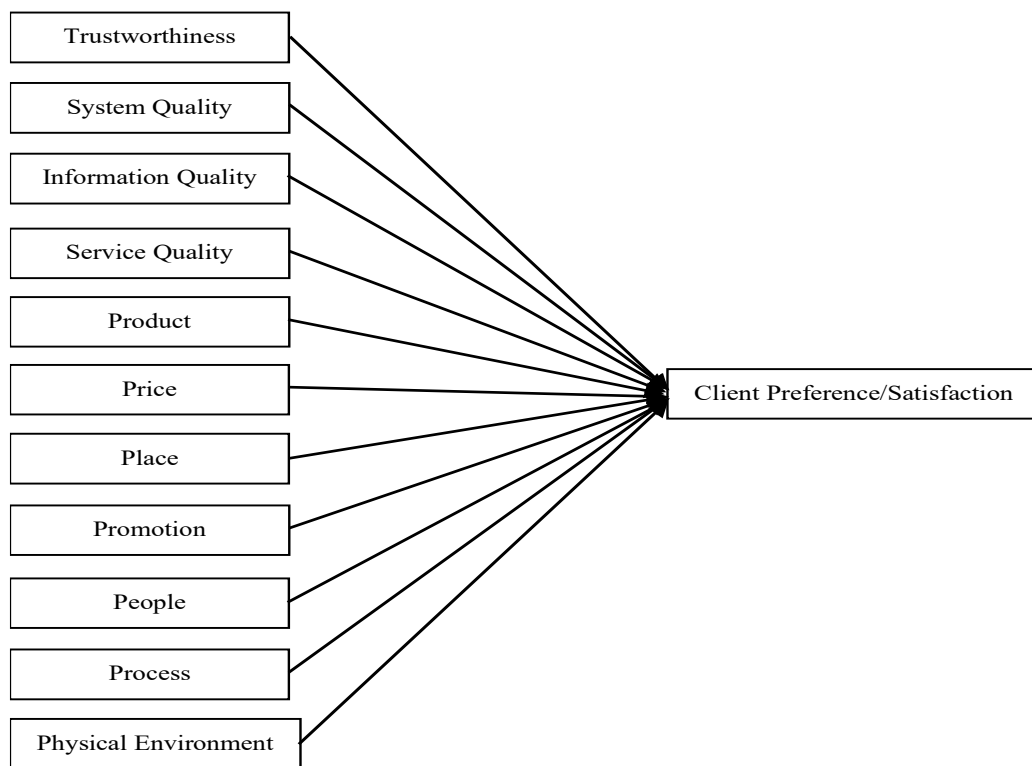 Trustworthiness
System Quality
Information Quality
Service Quality
Product
Price
Client Preference/Satisfaction
Place
Promotion
People
Process
Physical Environment